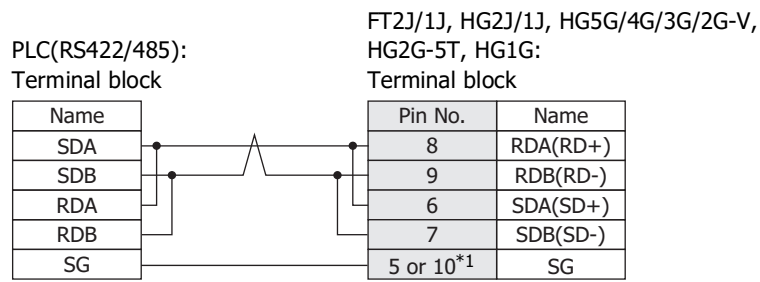 FT2J/1J, HG2J/1J, HG5G/4G/3G/2G-V,
PLC(RS422/485): HG2G-5T, HG1G:
Terminal block Terminal block
Name Pin No. Name
SDA 8 RDA(RD+)
SDB 9 RDB(RD-)
RDA 6 SDA(SD+)
RDB 7 SDB(SD-)
SG 5 or 10*1 SG